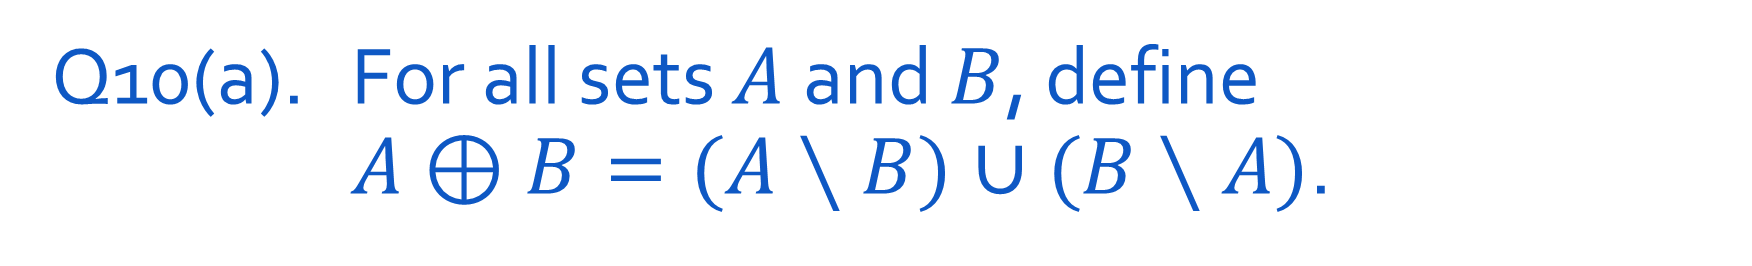 Q10(a). For all sets 𝐴 and 𝐵, define
𝐴 ⊕ 𝐵 = (𝐴 ∖ 𝐵) ∪ (𝐵 ∖ 𝐴).